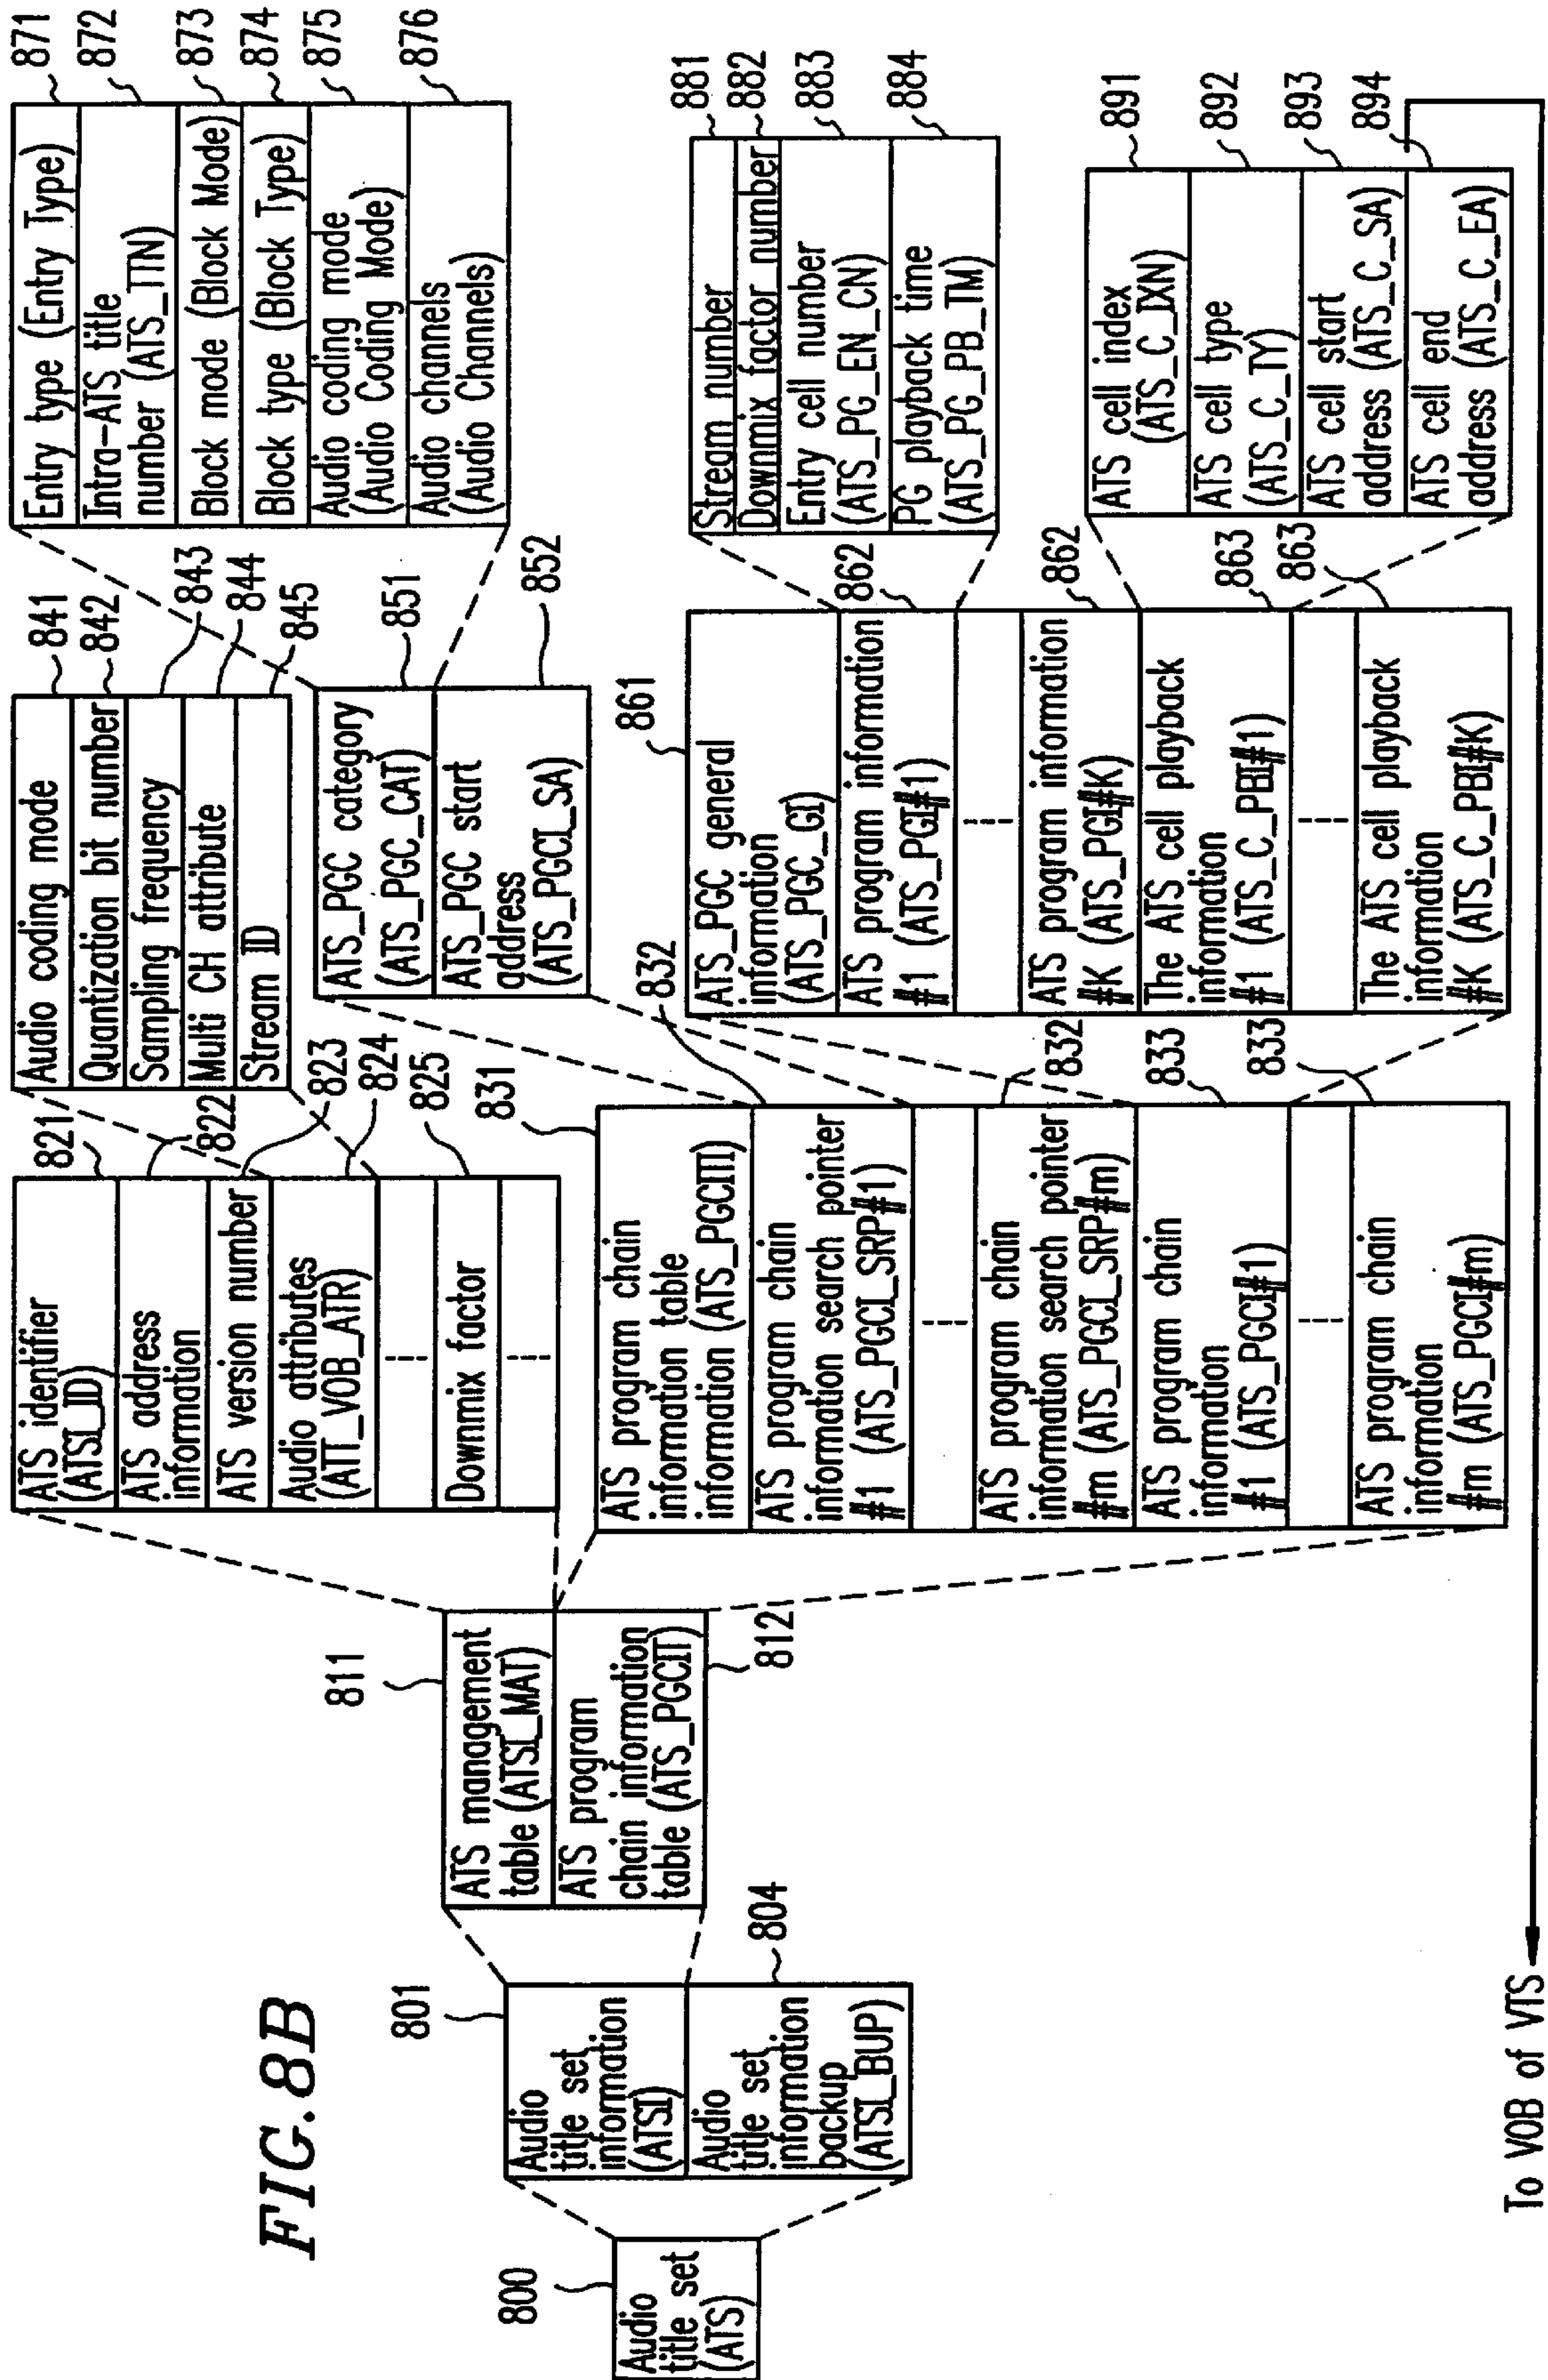 FIG.8B
800
Audio
title set
(ATS)
801
Audio
title set
information
(ATSI)
Audio
title set
information
backup
(ATSI_BUP)
804
811
ATS management
table (ATSI_MAT)
ATS program
chain information
table (ATS_PGCIT)
812
ATS identifier
(ATSI_ID)
ATS address
information
ATS version number
Audio attributes
(ATT_VOB_ATR)
Downmix factor
821
822
823
824
825
831
ATS program chain
information table
information (ATS_PGCITI)
ATS program chain
information search pointer
#1 (ATS_PGCI_SRP#1)
ATS program chain
information search pointer
#m (ATS_PGCI_SRP#m)
ATS program chain
information
#1 (ATS_PGCI#1)
ATS program chain
information
#m (ATS_PGCI#m)
832
832
833
833
Audio coding mode
Quantization bit number
Sampling frequency
Multi CH attribute
Stream ID
841
842
843
844
845
ATS_PGC category
(ATS_PGC_CAT)
ATS_PGC start
address
(ATS_PGCI_SA)
851
852
861
ATS_PGC general
information
(ATS_PGC_GI)
ATS program information
#1 (ATS_PGI#1)
ATS program information
#K (ATS_PGI#K)
The ATS cell playback
information
#1 (ATS_C_PBI#1)
The ATS cell playback
information
#K (ATS_C_PBI#K)
862
862
863
863
Entry type (Entry Type)
Intra-ATS title
number (ATS_TTN)
Block mode (Block Mode)
Block type (Block Type)
Audio coding mode
(Audio Coding Mode)
Audio channels
(Audio Channels)
871
872
873
874
875
876
Stream number
Downmix factor number
Entry cell number
(ATS_PG_EN_CN)
PG playback time
(ATS_PG_PB_TM)
881
882
883
884
ATS cell index
(ATS_C_IXN)
ATS cell type
(ATS_C_TY)
ATS cell start
address (ATS_C_SA)
ATS cell end
address (ATS_C_EA)
891
892
893
894
To VOB of VTS